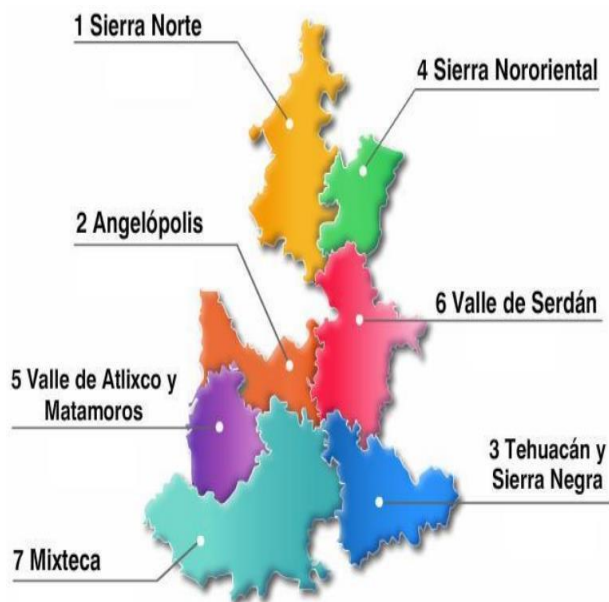 1 Sierra Norte
4 Sierra Nororiental
2 Angelópolis
6 Valle de Serdán
5 Valle de Atlixco y
Matamoros
3 Tehuacán y
Sierra Negra
7 Mixteca